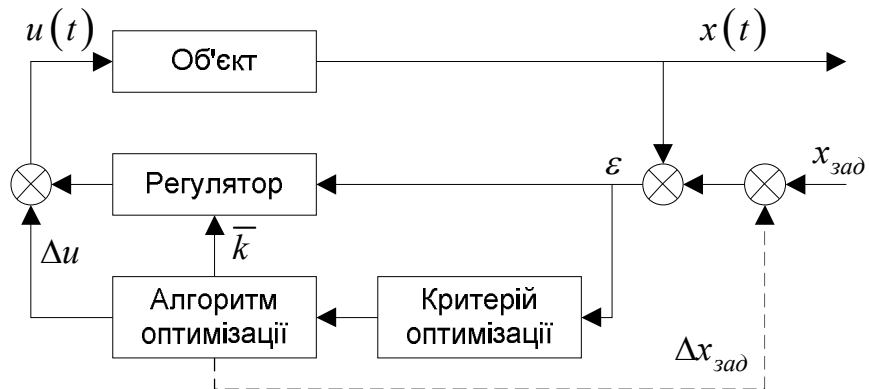 u(t)
x(t)
Об'єкт
Регулятор
ε
x_зад
Δu
k̅
Алгоритм
оптимізації
Критерій
оптимізації
Δx_зад